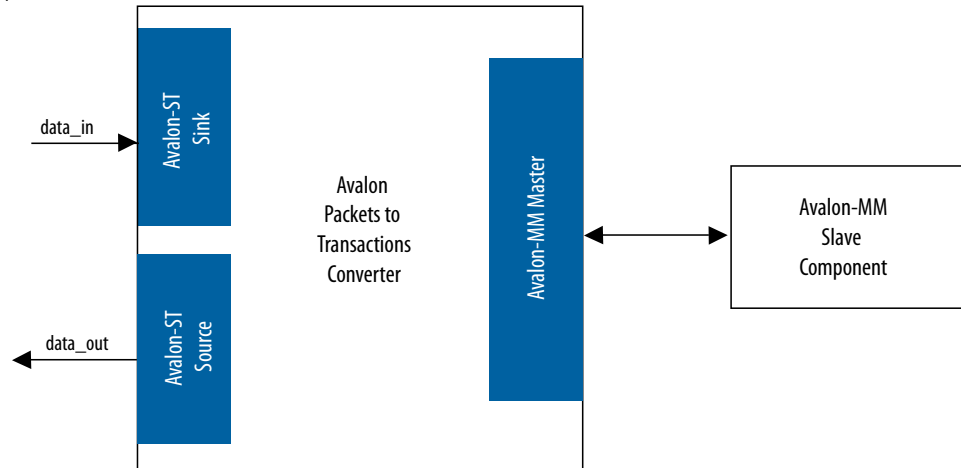 data_in
Avalon-ST
Sink
data_out
Avalon-ST
Source
Avalon
Packets to
Transactions
Converter
Avalon-MM Master
Avalon-MM
Slave
Component